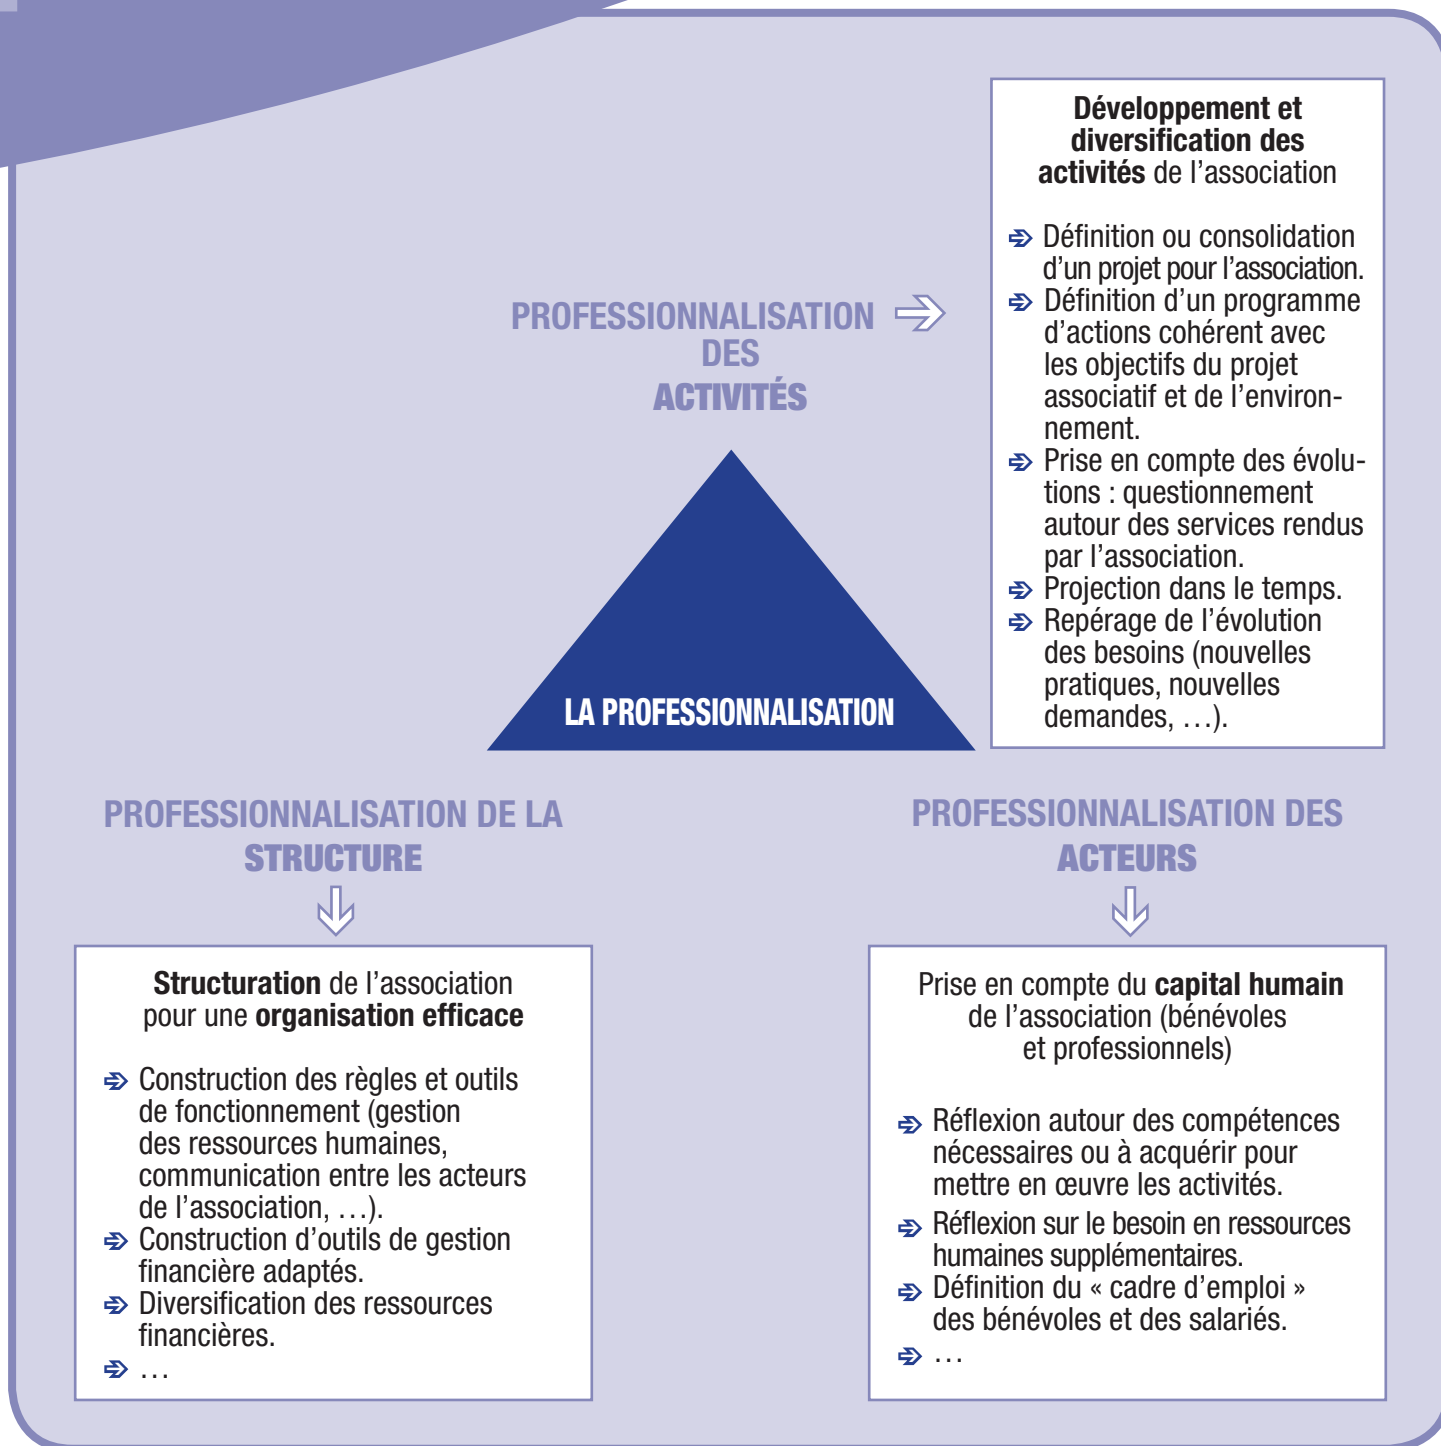 Développement et
diversification des
activités de l'association
⇨ Définition ou consolidation
d'un projet pour l'association.
⇨ Définition d'un programme
d'actions cohérent avec
les objectifs du projet
associatif et de l'environ-
nement.
⇨ Prise en compte des évolu-
tions : questionnement
autour des services rendus
par l'association.
⇨ Projection dans le temps.
⇨ Repérage de l'évolution
des besoins (nouvelles
pratiques, nouvelles
demandes, …).
PROFESSIONNALISATION
DES
ACTIVITÉS
LA PROFESSIONNALISATION
PROFESSIONNALISATION DE LA
STRUCTURE
Structuration de l'association
pour une organisation efficace
⇨ Construction des règles et outils
de fonctionnement (gestion
des ressources humaines,
communication entre les acteurs
de l'association, …).
⇨ Construction d'outils de gestion
financière adaptés.
⇨ Diversification des ressources
financières.
⇨ …
PROFESSIONNALISATION DES
ACTEURS
Prise en compte du capital humain
de l'association (bénévoles
et professionnels)
⇨ Réflexion autour des compétences
nécessaires ou à acquérir pour
mettre en œuvre les activités.
⇨ Réflexion sur le besoin en ressources
humaines supplémentaires.
⇨ Définition du « cadre d'emploi »
des bénévoles et des salariés.
⇨ …